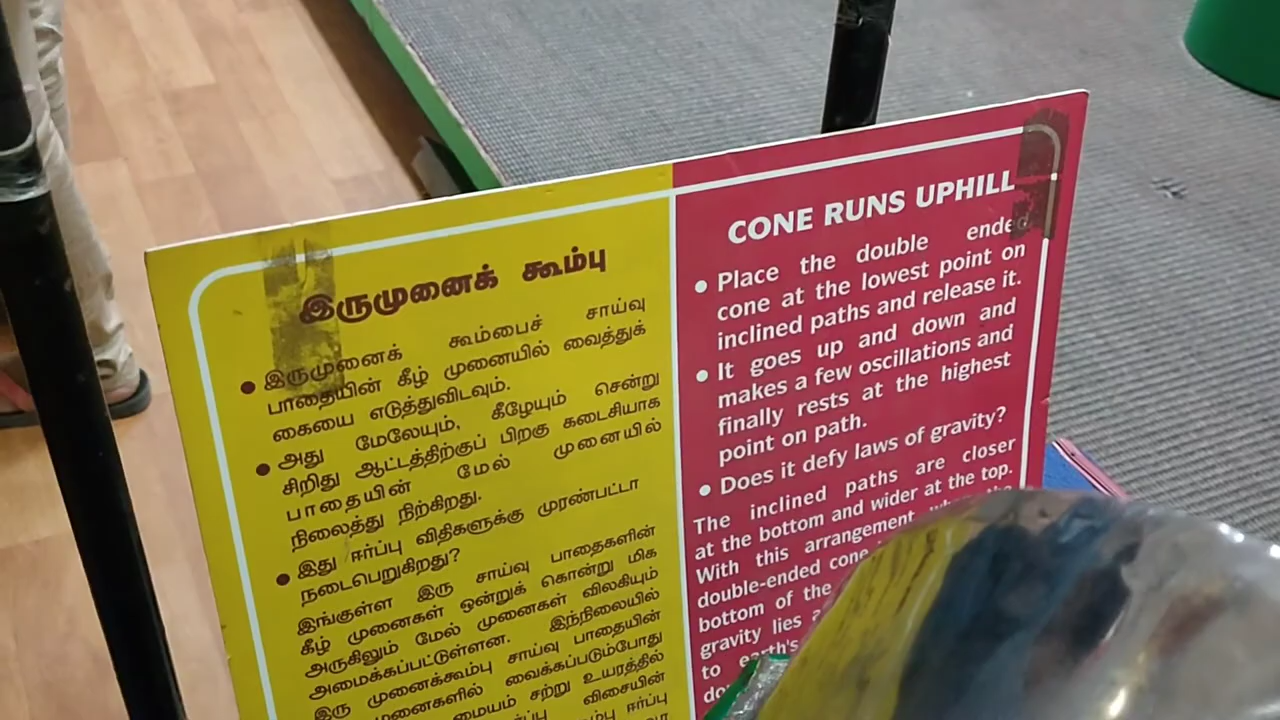 இருமுனைக் கூம்பு
• இருமுனைக் கூம்பைச் சாய்வு
பாதையின் கீழ் முனையில் வைத்துக்
கையை எடுத்துவிடவும்.
• அது மேலேயும், கீழேயும் சென்று
சிறிது ஆட்டத்திற்குப் பிறகு கடைசியாக
பாதையின் மேல் முனையில்
நிலைத்து நிற்கிறது.
• இது ஈர்ப்பு விதிகளுக்கு முரண்பட்டா
நடைபெறுகிறது?
இங்குள்ள இரு சாய்வு பாதைகளின்
கீழ் முனைகள் ஒன்றுக் கொன்று மிக
அருகிலும் மேல் முனைகள் விலகியும்
அமைக்கப்பட்டுள்ளன. இந்நிலையில்
இரு முனைக்கூம்பு சாய்வு பாதையின்
முனைகளில் வைக்கப்படும்போது
மையம் சற்று உயரத்தில்
விசையின்
ஈர்ப்பு
CONE RUNS UPHILL
• Place the double ended
cone at the lowest point on
inclined paths and release it.
• It goes up and down and
makes a few oscillations and
finally rests at the highest
point on path.
• Does it defy laws of gravity?
The inclined paths are closer
at the bottom and wider at the top.
With this arrangement, when the
double-ended cone
bottom of the
gravity lies
to earth's